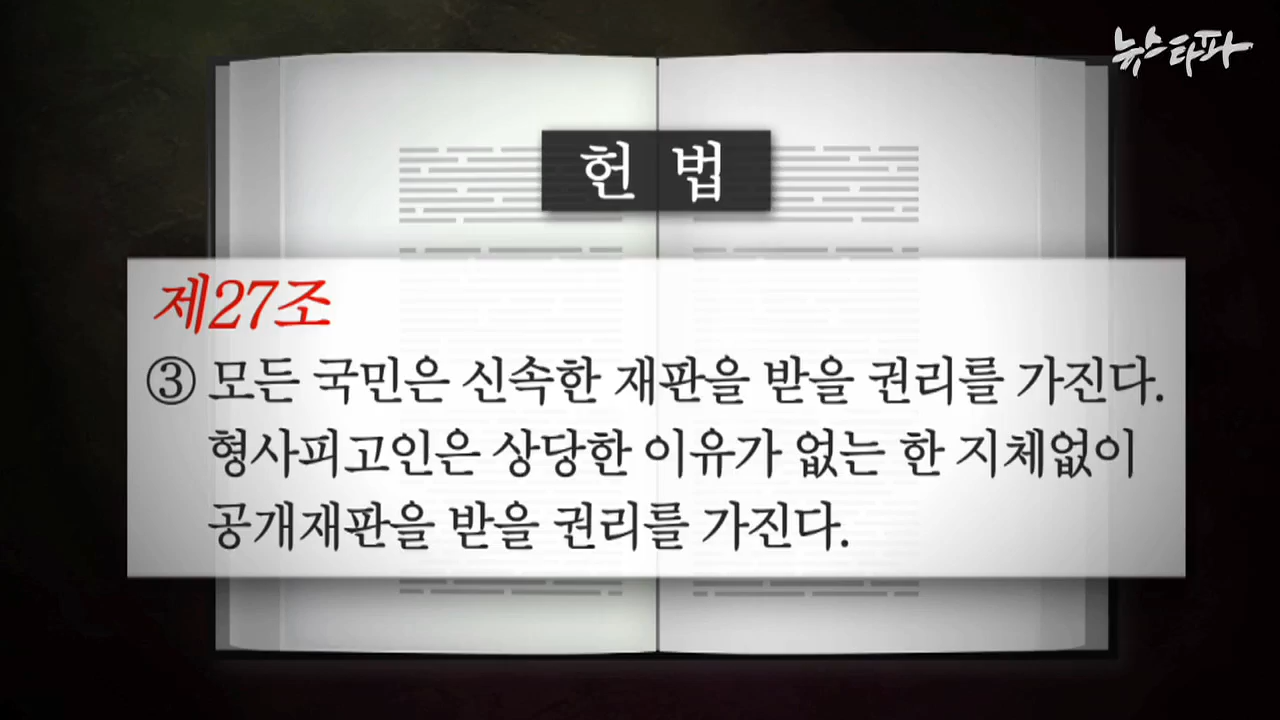 뉴스타파
헌 법
제27조
③ 모든 국민은 신속한 재판을 받을 권리를 가진다.
형사피고인은 상당한 이유가 없는 한 지체없이
공개재판을 받을 권리를 가진다.